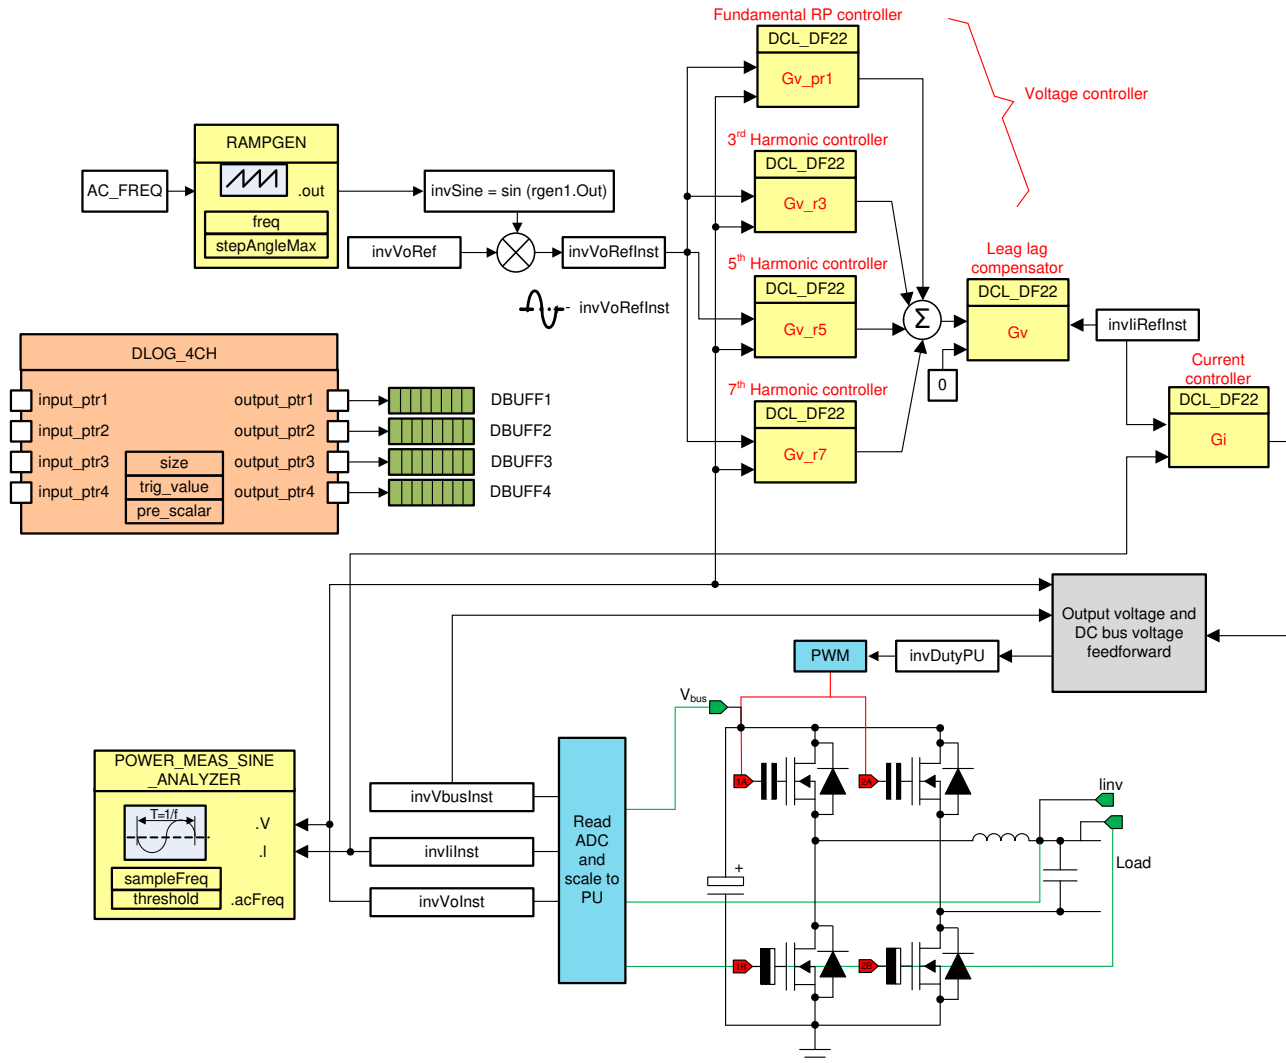 Fundamental RP controller
DCL_DF22
Gv_pr1
Voltage controller
RAMPGEN
.out
freq
stepAngleMax
AC_FREQ
invSine = sin (rgen1.Out)
invVoRef
invVoRefInst
invVoRefInst
3rd Harmonic controller
DCL_DF22
Gv_r3
5th Harmonic controller
DCL_DF22
Gv_r5
7th Harmonic controller
DCL_DF22
Gv_r7
Σ
0
Leag lag
compensator
DCL_DF22
Gv
invIiRefInst
Current
controller
DCL_DF22
Gi
DLOG_4CH
input_ptr1
input_ptr2
input_ptr3
input_ptr4
size
trig_value
pre_scalar
output_ptr1
output_ptr2
output_ptr3
output_ptr4
DBUFF1
DBUFF2
DBUFF3
DBUFF4
Output voltage and
DC bus voltage
feedforward
PWM
invDutyPU
Vbus
POWER_MEAS_SINE
_ANALYZER
T=1/f
.V
.I
.acFreq
sampleFreq
threshold
invVbusInst
invIiInst
invVoInst
Read
ADC
and
scale to
PU
1A
2A
1B
2B
+
Iinv
Load